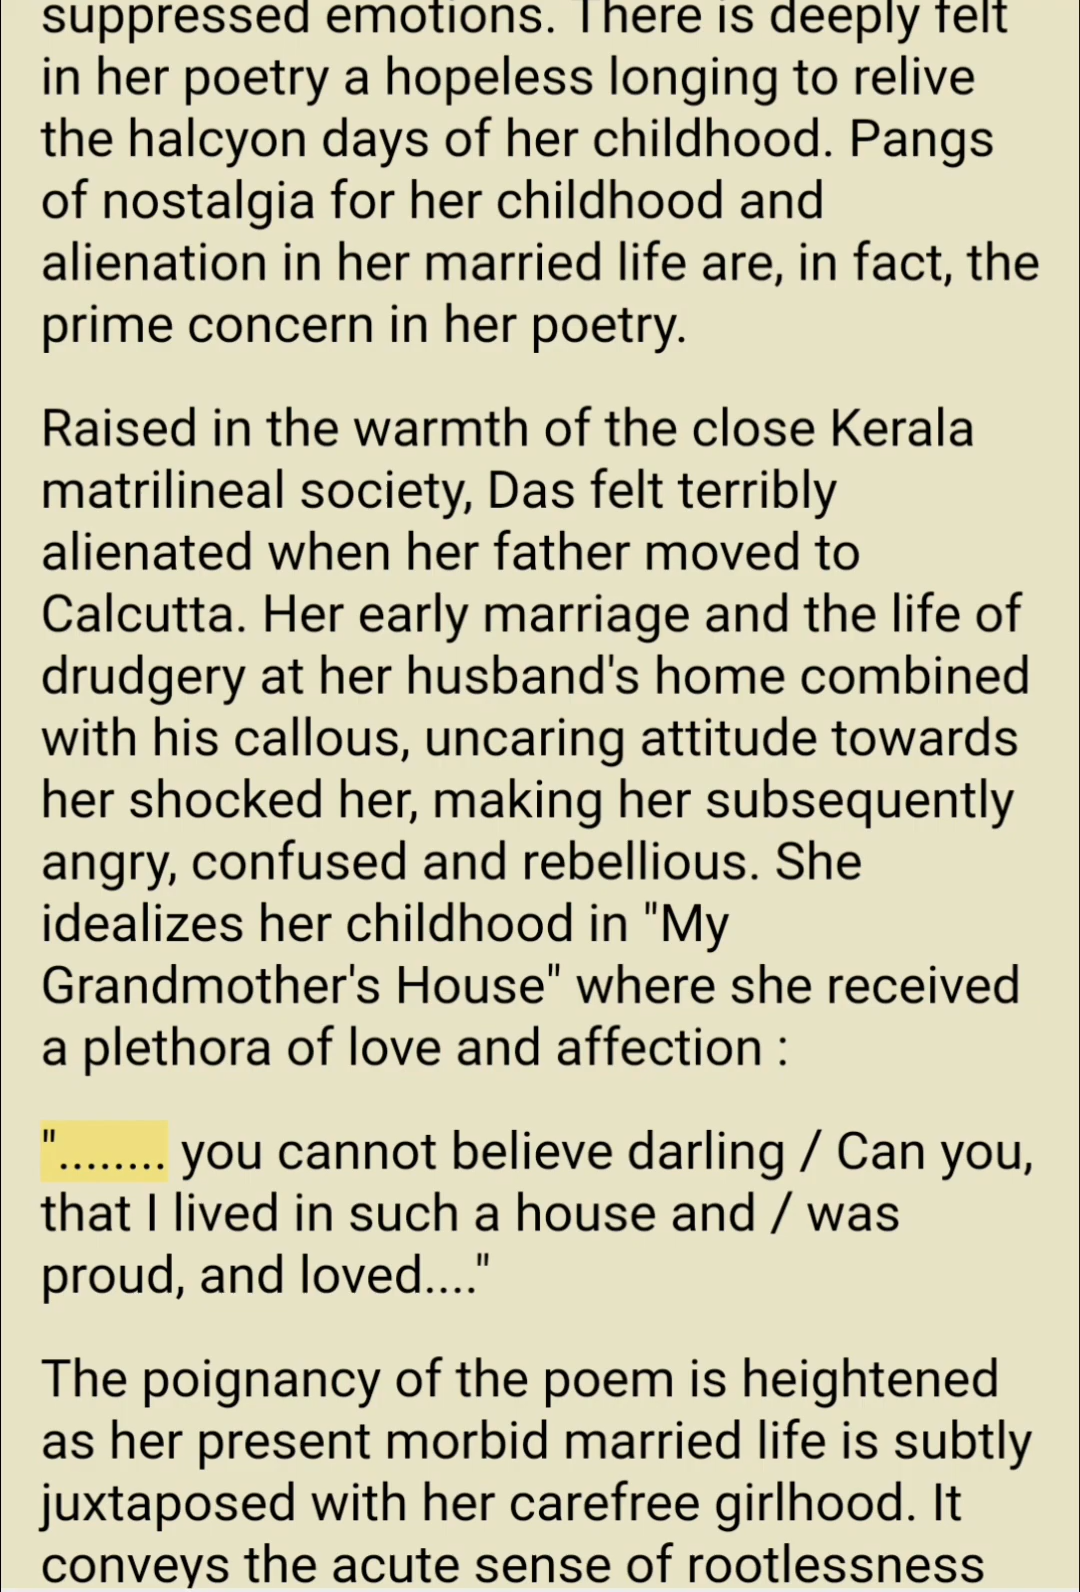 suppressed emotions. There is deeply felt
in her poetry a hopeless longing to relive
the halcyon days of her childhood. Pangs
of nostalgia for her childhood and
alienation in her married life are, in fact, the
prime concern in her poetry.
Raised in the warmth of the close Kerala
matrilineal society, Das felt terribly
alienated when her father moved to
Calcutta. Her early marriage and the life of
drudgery at her husband's home combined
with his callous, uncaring attitude towards
her shocked her, making her subsequently
angry, confused and rebellious. She
idealizes her childhood in "My
Grandmother's House" where she received
a plethora of love and affection :
"........ you cannot believe darling / Can you,
that I lived in such a house and / was
proud, and loved...."
The poignancy of the poem is heightened
as her present morbid married life is subtly
juxtaposed with her carefree girlhood. It
conveys the acute sense of rootlessness